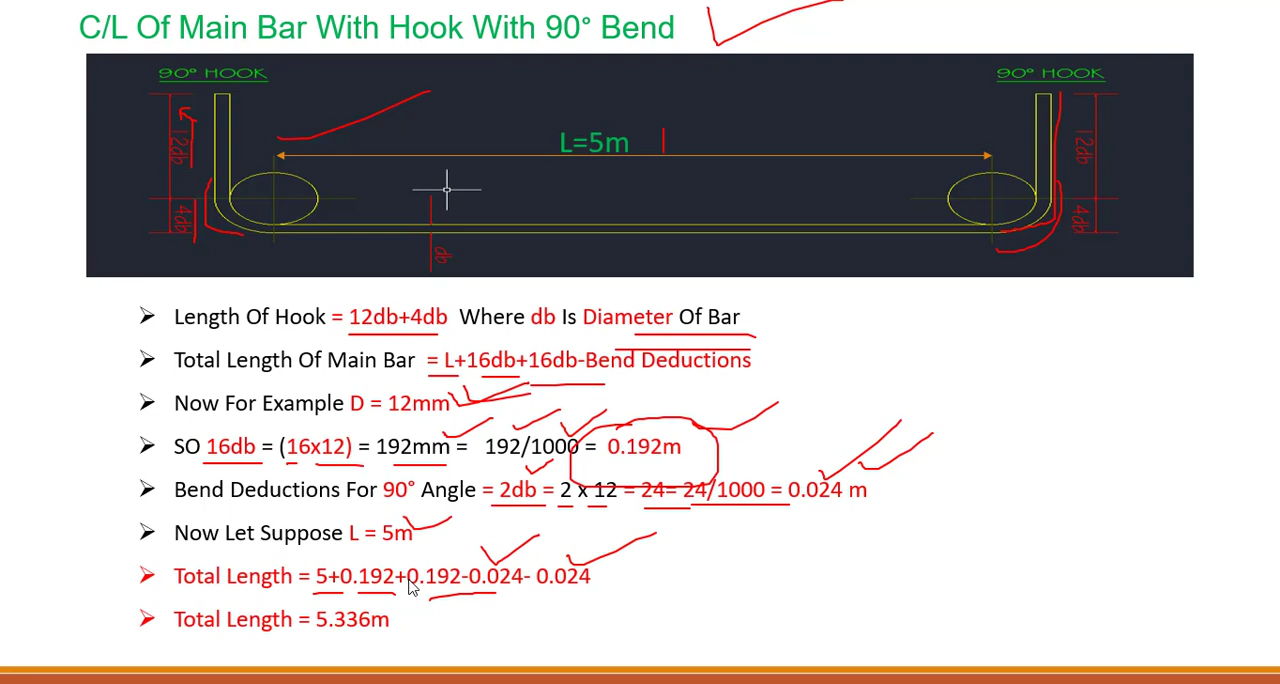 C/L Of Main Bar With Hook With 90° Bend
90° HOOK
90° HOOK
L=5m
12db
12db
4db
4db
db
➢ Length Of Hook = 12db+4db Where db Is Diameter Of Bar
➢ Total Length Of Main Bar = L+16db+16db-Bend Deductions
➢ Now For Example D = 12mm
➢ SO 16db = (16x12) = 192mm = 192/1000 = 0.192m
➢ Bend Deductions For 90° Angle = 2db = 2 x 12 = 24= 24/1000 = 0.024 m
➢ Now Let Suppose L = 5m
➢ Total Length = 5+0.192+0.192-0.024- 0.024
➢ Total Length = 5.336m